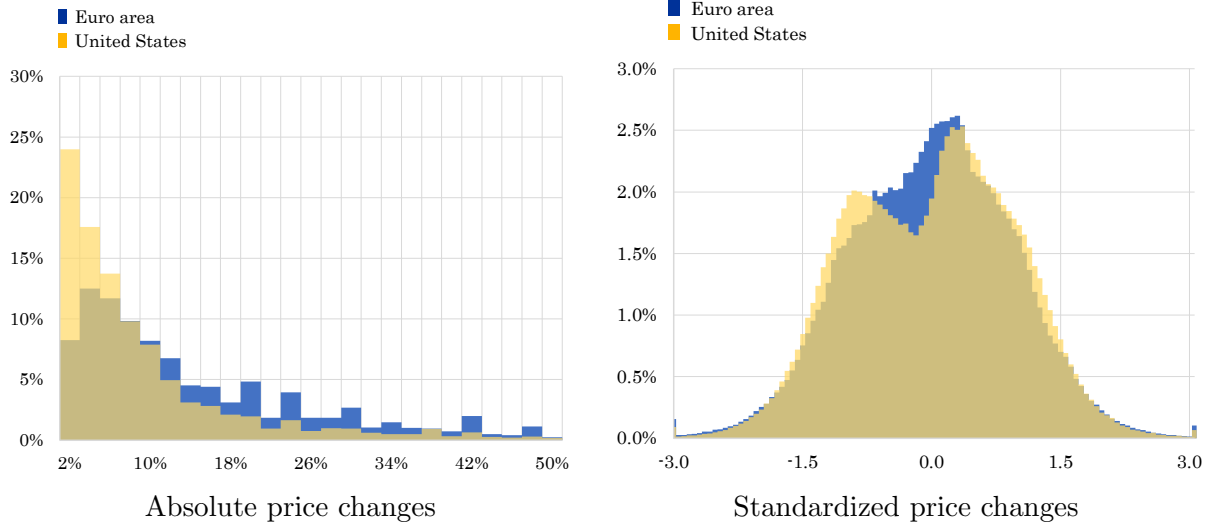 Euro area
United States
30%
25%
20%
15%
10%
5%
0%
2% 10% 18% 26% 34% 42% 50%
Absolute price changes
Euro area
United States
3.0%
2.5%
2.0%
1.5%
1.0%
0.5%
0.0%
-3.0 -1.5 0.0 1.5 3.0
Standardized price changes